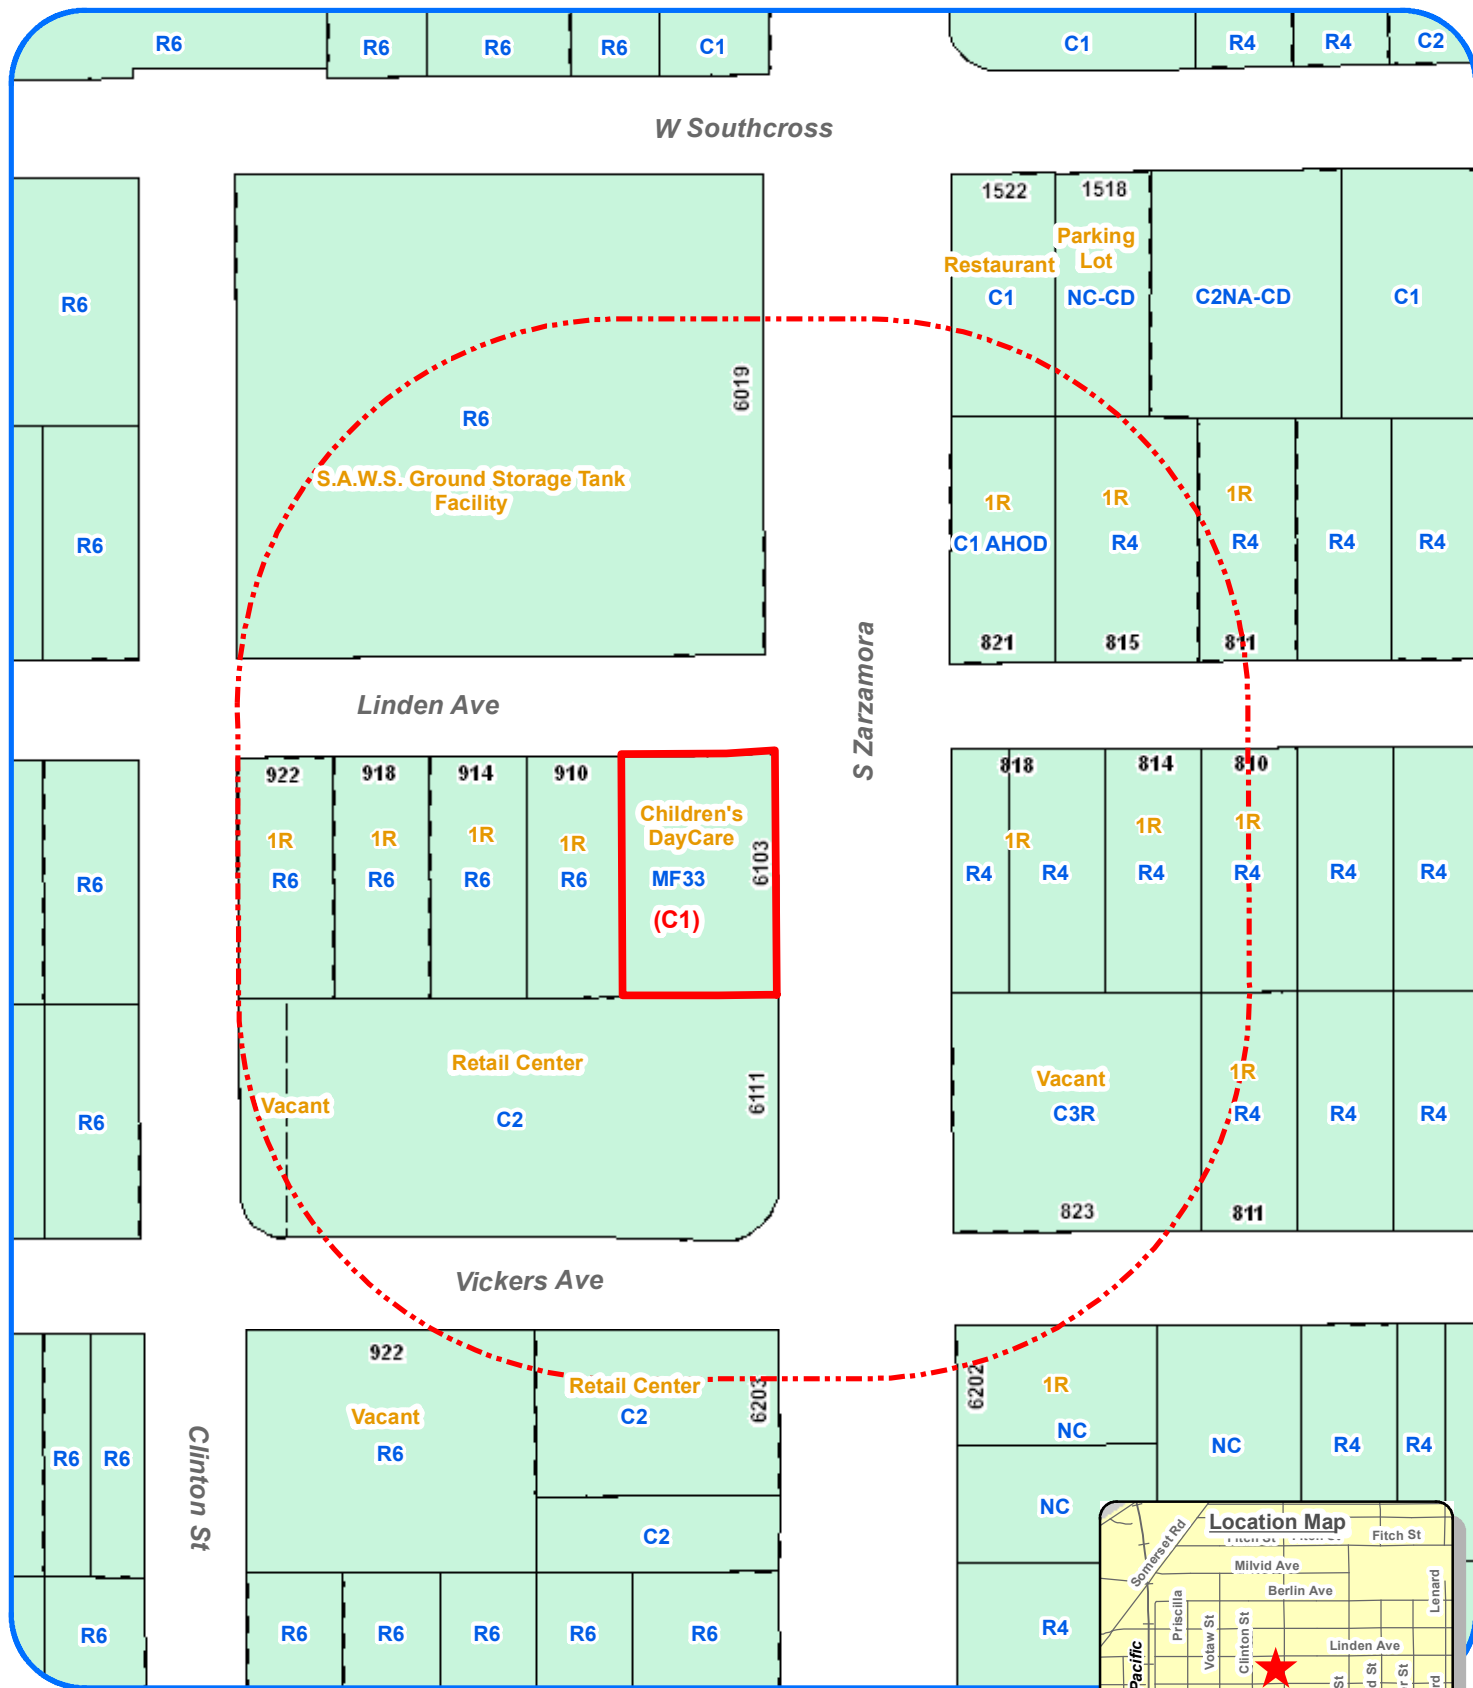 R6
R6
R6
R6
C1
C1
R4
R4
C2
W Southcross
1522
1518
Parking
Lot
Restaurant
C1
NC-CD
C2NA-CD
C1
R6
R6
6019
S.A.W.S. Ground Storage Tank
Facility
R6
1R
1R
1R
C1 AHOD
R4
R4
R4
R4
821
815
811
S Zarzamora
Linden Ave
922
918
914
910
818
814
810
Children's
DayCare
1R
1R
1R
1R
1R
1R
1R
6103
R6
R6
R6
R6
R6
MF33
(C1)
R4
R4
R4
R4
R4
R4
Retail Center
6111
Vacant
C2
R6
Vacant
C3R
1R
R4
R4
R4
823
811
Vickers Ave
922
Vacant
R6
Retail Center
C2
6203
6202
1R
NC
NC
R4
R4
R6
R6
Clinton St
C2
NC
R6
R6
R6
R6
R6
R6
R4
Location Map
Somerset Rd
Fitch St
Fitch St
Milvid Ave
Berlin Ave
Lenard
Priscilla
Votaw St
Clinton St
Linden Ave
Pacific
St